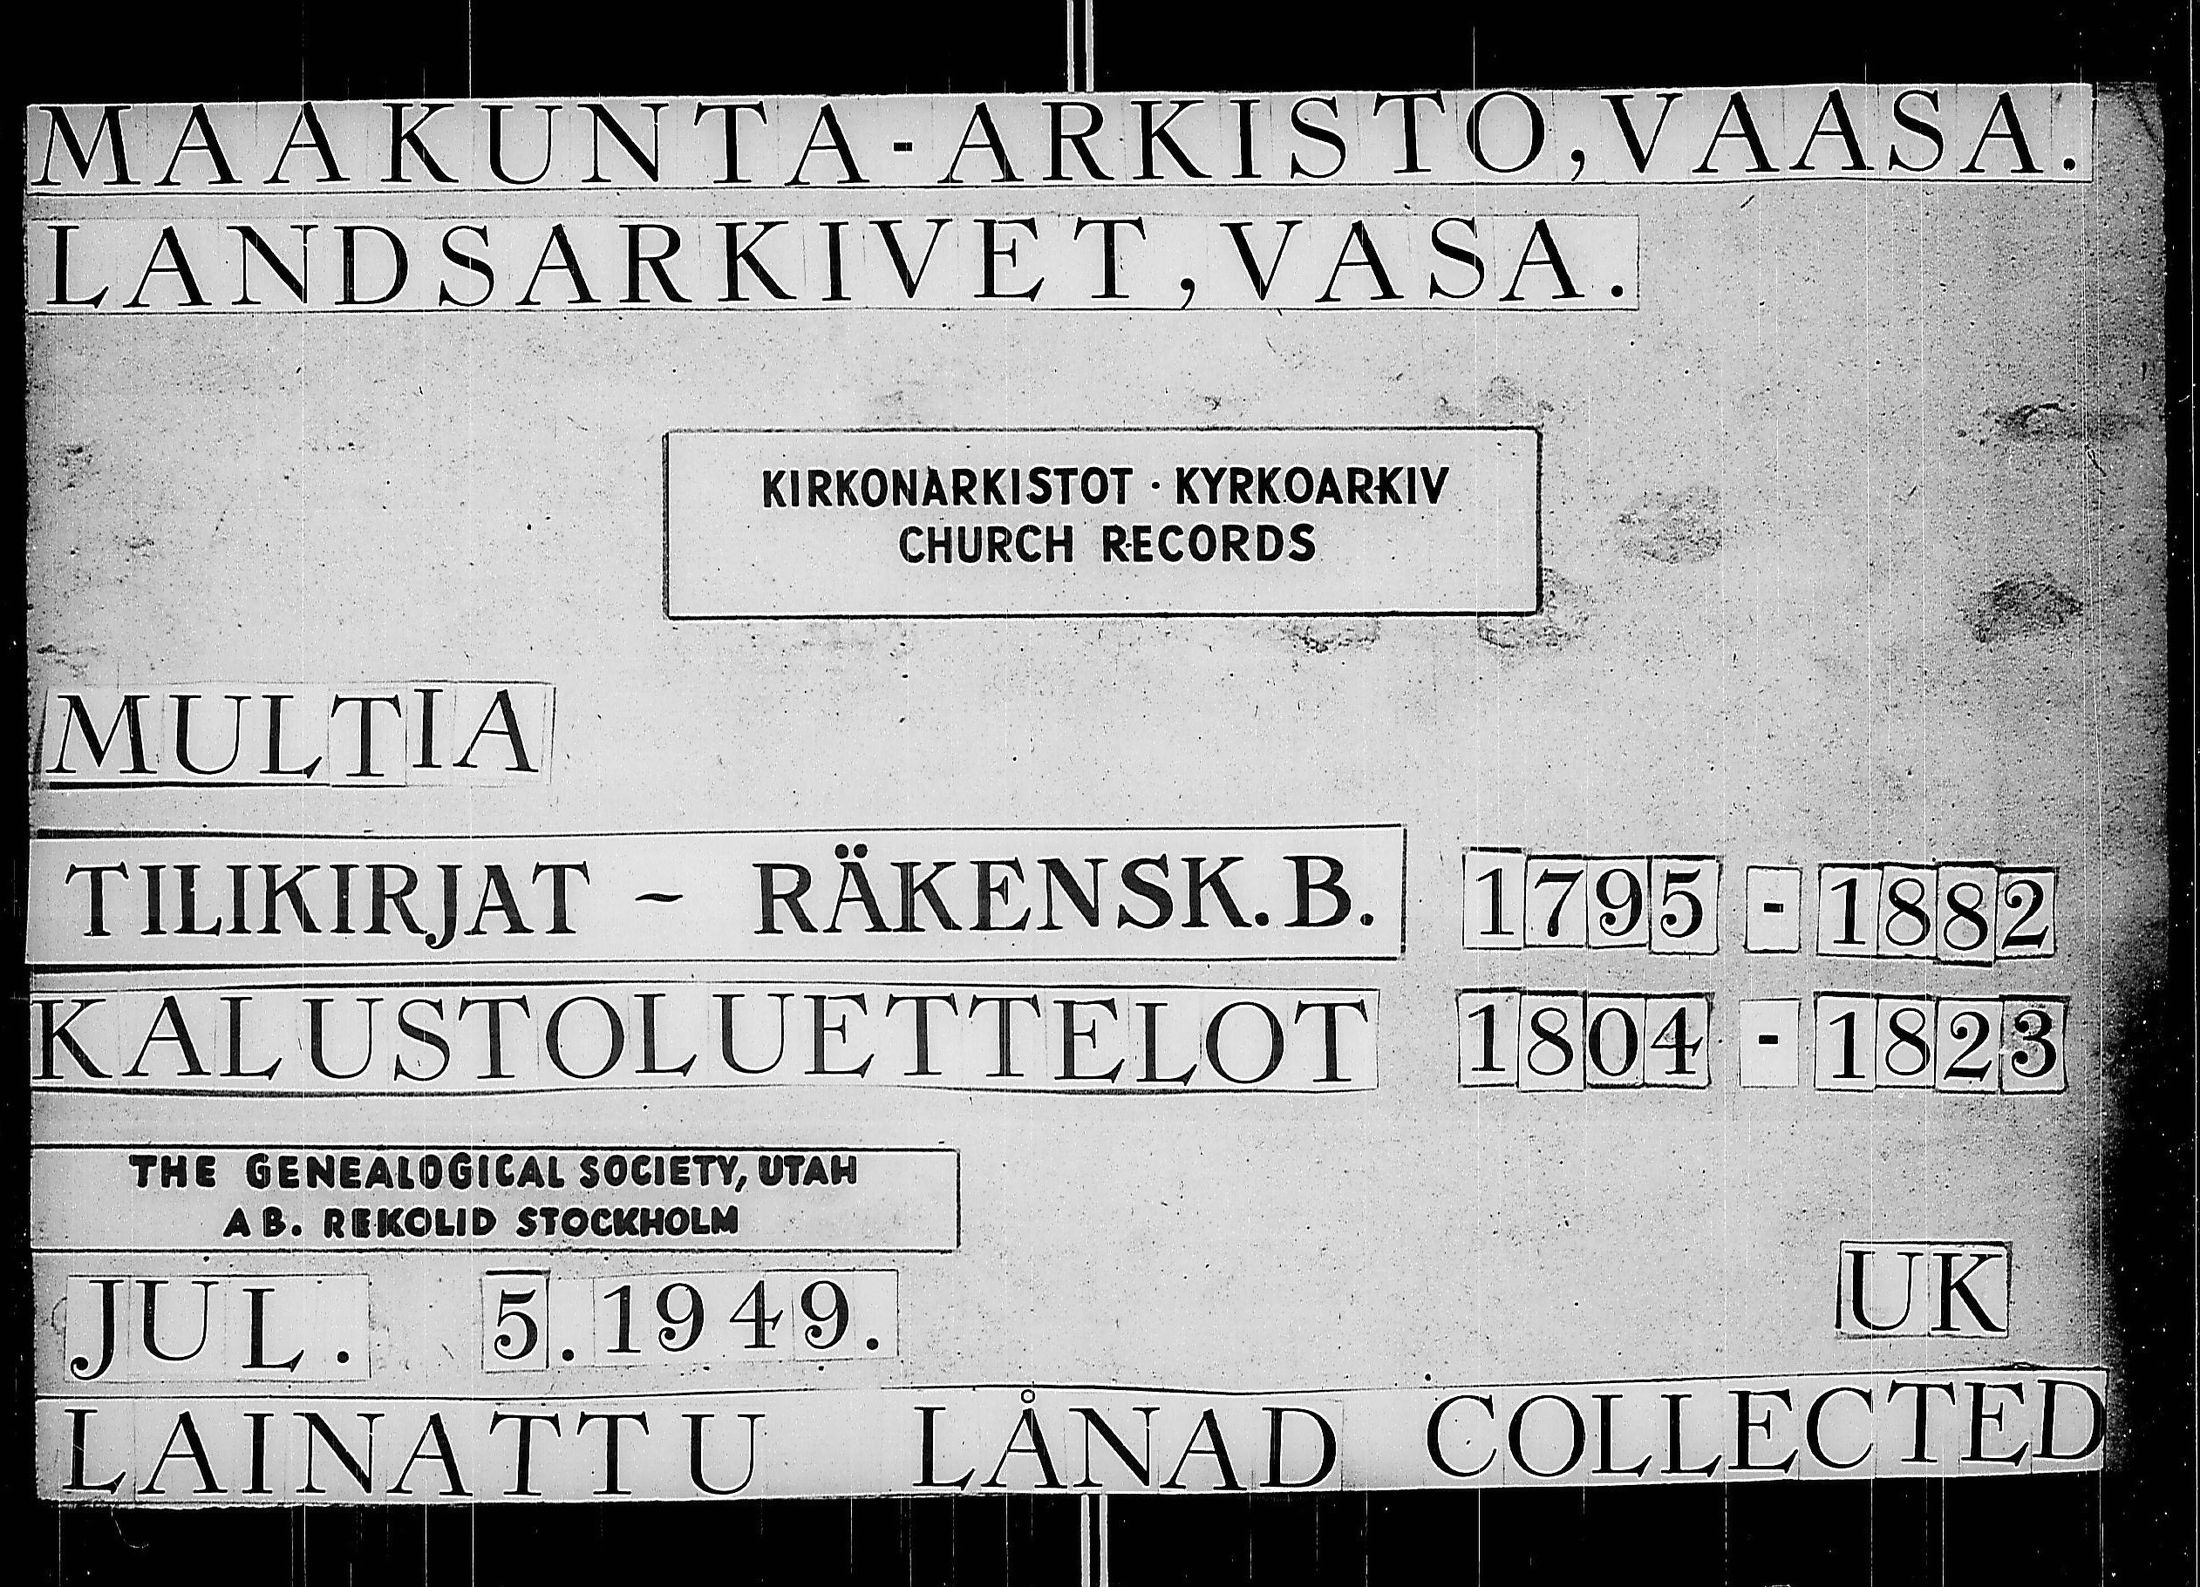 MAAKUNTA-ARKISTO, VAASA.
LANDSARKIVET, VASA.
KIRKONARKISTOT · KYRKOARKIV
CHURCH RECORDS
MULTIA
TILIKIRJAT ~ RÄKENSK.B. 1795 - 1882
KALUSTOLUETTELOT 1804 - 1823
THE GENEALOGICAL SOCIETY, UTAH
AB. REKOLID STOCKHOLM
JUL. 5.1949. UK
LAINATTU LÅNAD COLLECTED